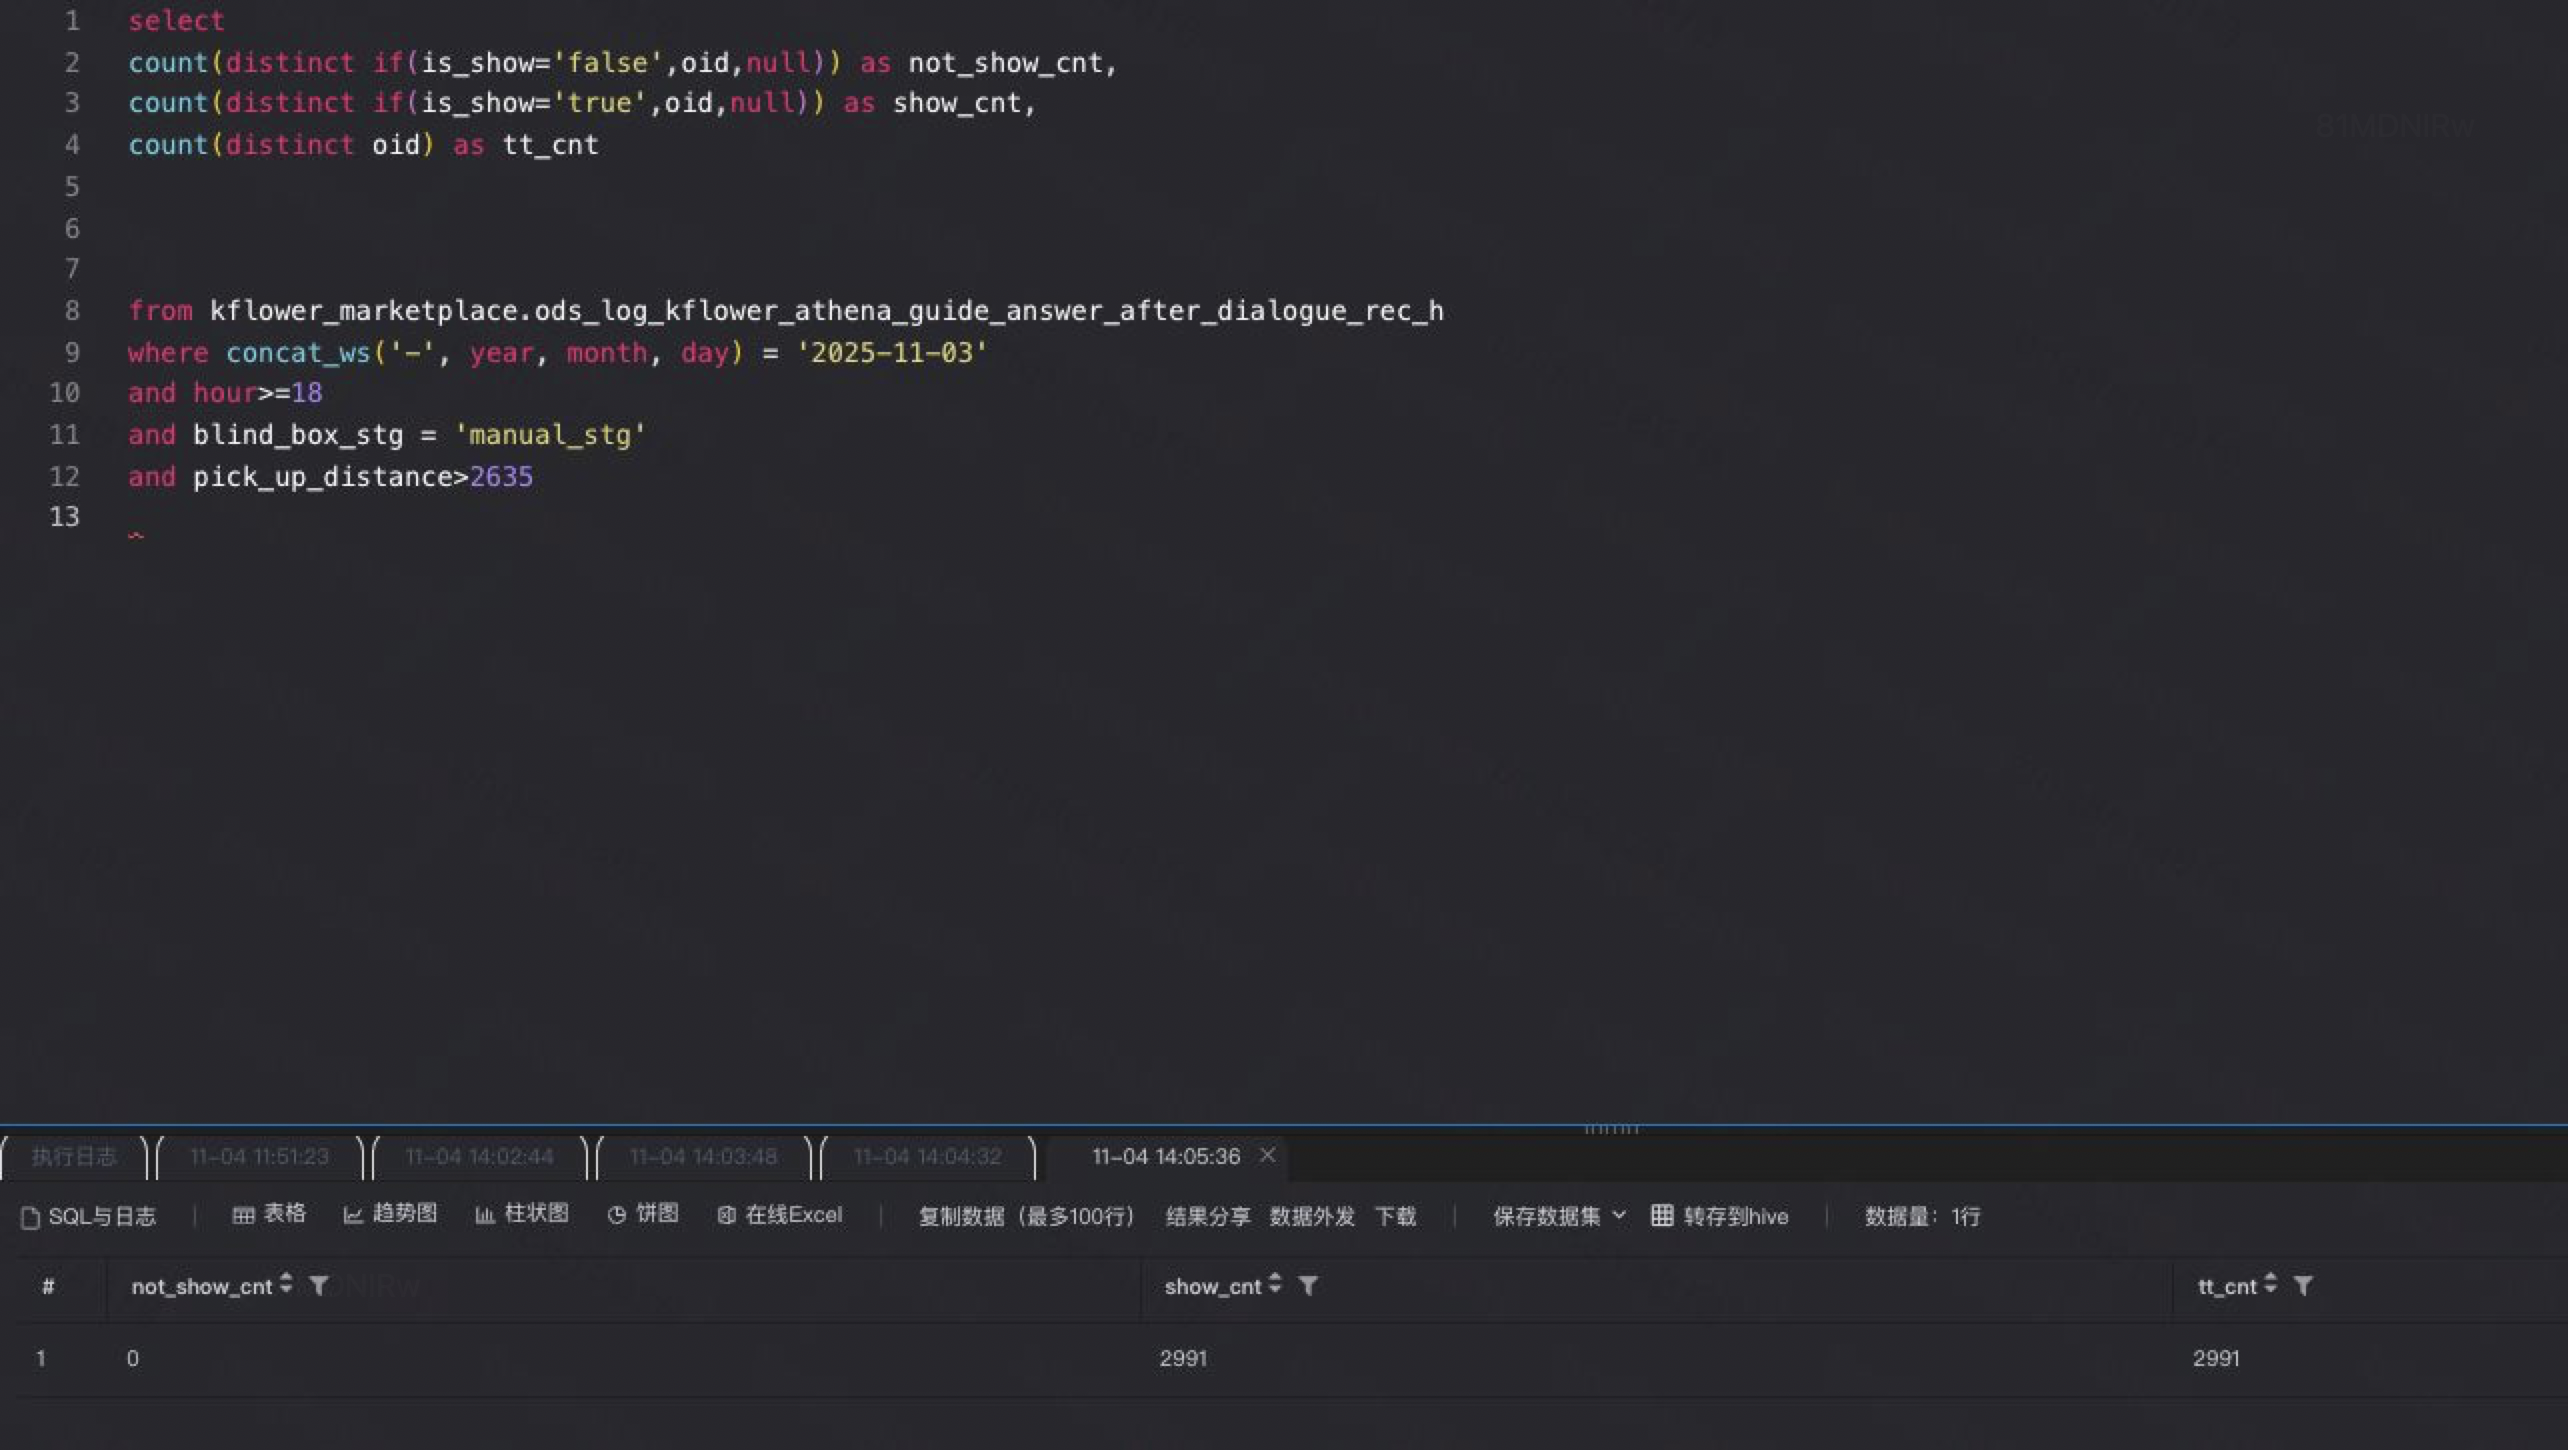 1 select
2 count(distinct if(is_show='false',oid,null)) as not_show_cnt,
3 count(distinct if(is_show='true',oid,null)) as show_cnt,
4 count(distinct oid) as tt_cnt
5
6
7
8 from kflower_marketplace.ods_log_kflower_athena_guide_answer_after_dialogue_rec_h
9 where concat_ws('-', year, month, day) = '2025-11-03'
10 and hour>=18
11 and blind_box_stg = 'manual_stg'
12 and pick_up_distance>2635
13
执行日志 11-04 11:51:23 11-04 14:02:44 11-04 14:03:48 11-04 14:04:32 11-04 14:05:36
SQL与日志 表格 趋势图 柱状图 饼图 在线Excel 复制数据（最多100行） 结果分享 数据外发 下载 保存数据集 转存到hive 数据量：1行
# not_show_cnt show_cnt tt_cnt
1 0 2991 2991